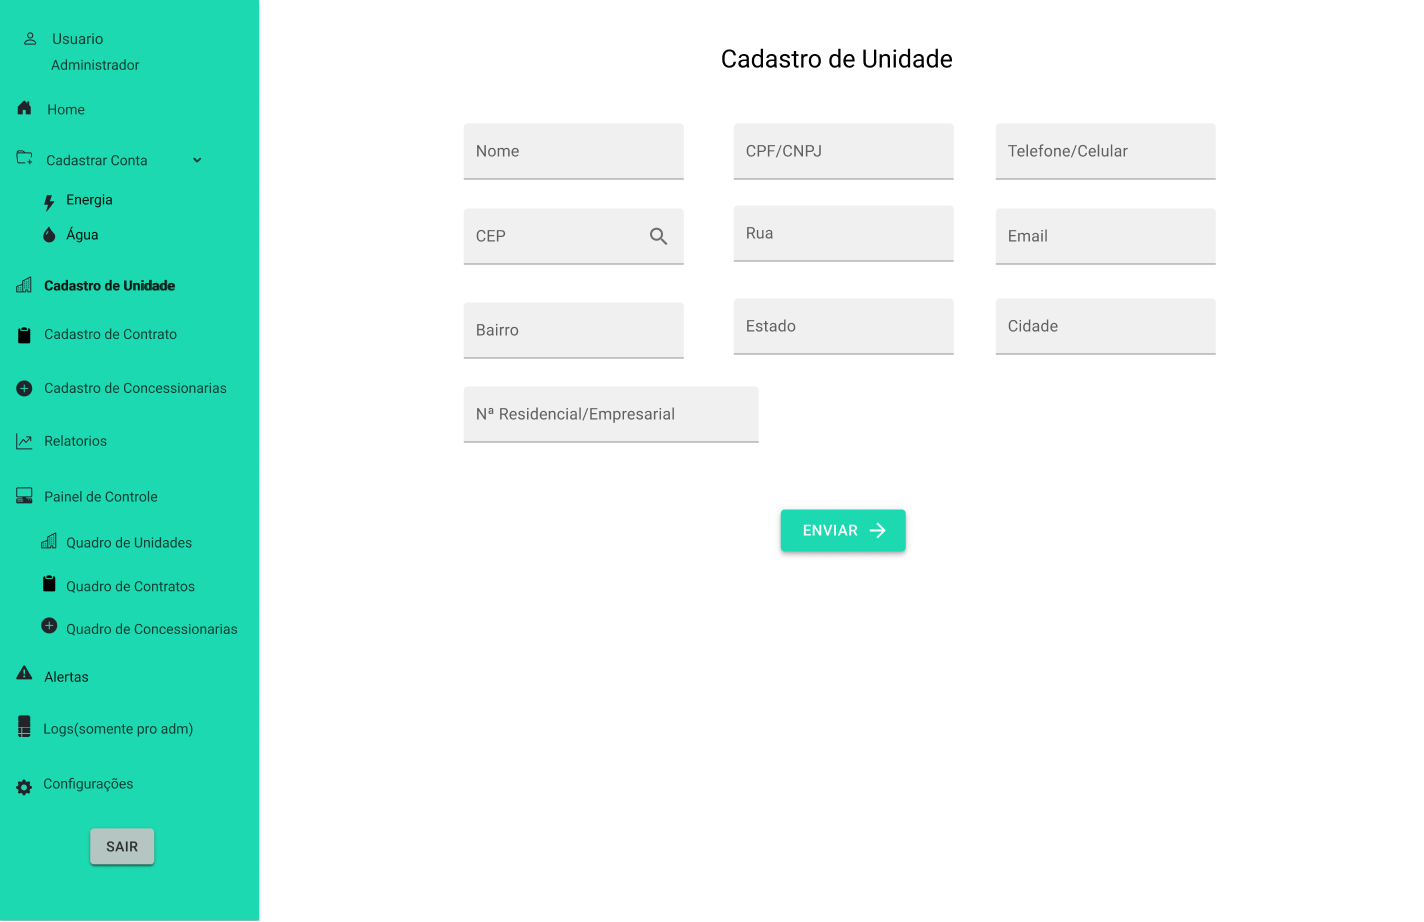 Usuario
Administrador
Home
Cadastrar Conta
Energia
Água
Cadastro de Unidade
Cadastro de Contrato
Cadastro de Concessionarias
Relatorios
Painel de Controle
Quadro de Unidades
Quadro de Contratos
Quadro de Concessionarias
Alertas
Logs(somente pro adm)
Configurações
SAIR
Cadastro de Unidade
Nome
CPF/CNPJ
Telefone/Celular
CEP
Rua
Email
Bairro
Estado
Cidade
Nª Residencial/Empresarial
ENVIAR